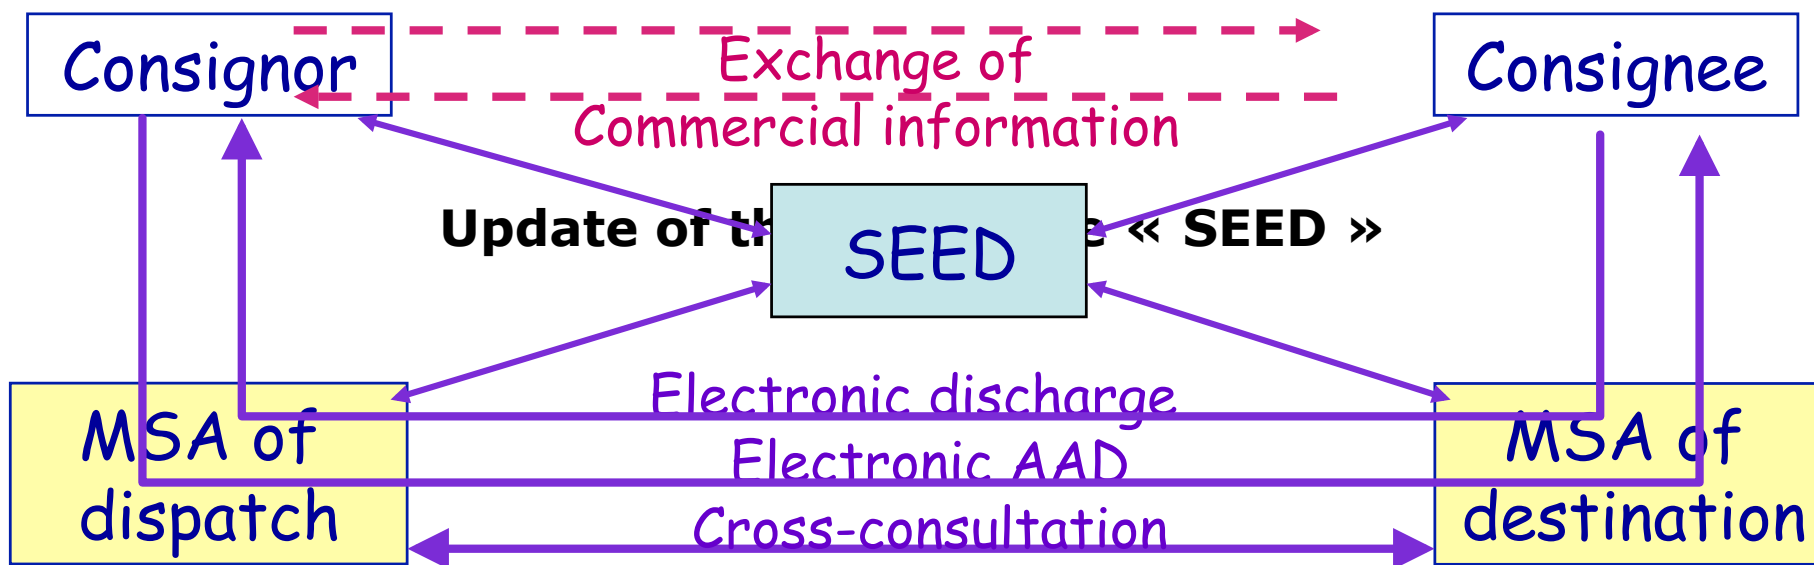 Consignor
Exchange of
Commercial information
Consignee
Update of
« SEED »
SEED
MSA of
dispatch
Electronic discharge
Electronic AAD
Cross-consultation
MSA of
destination